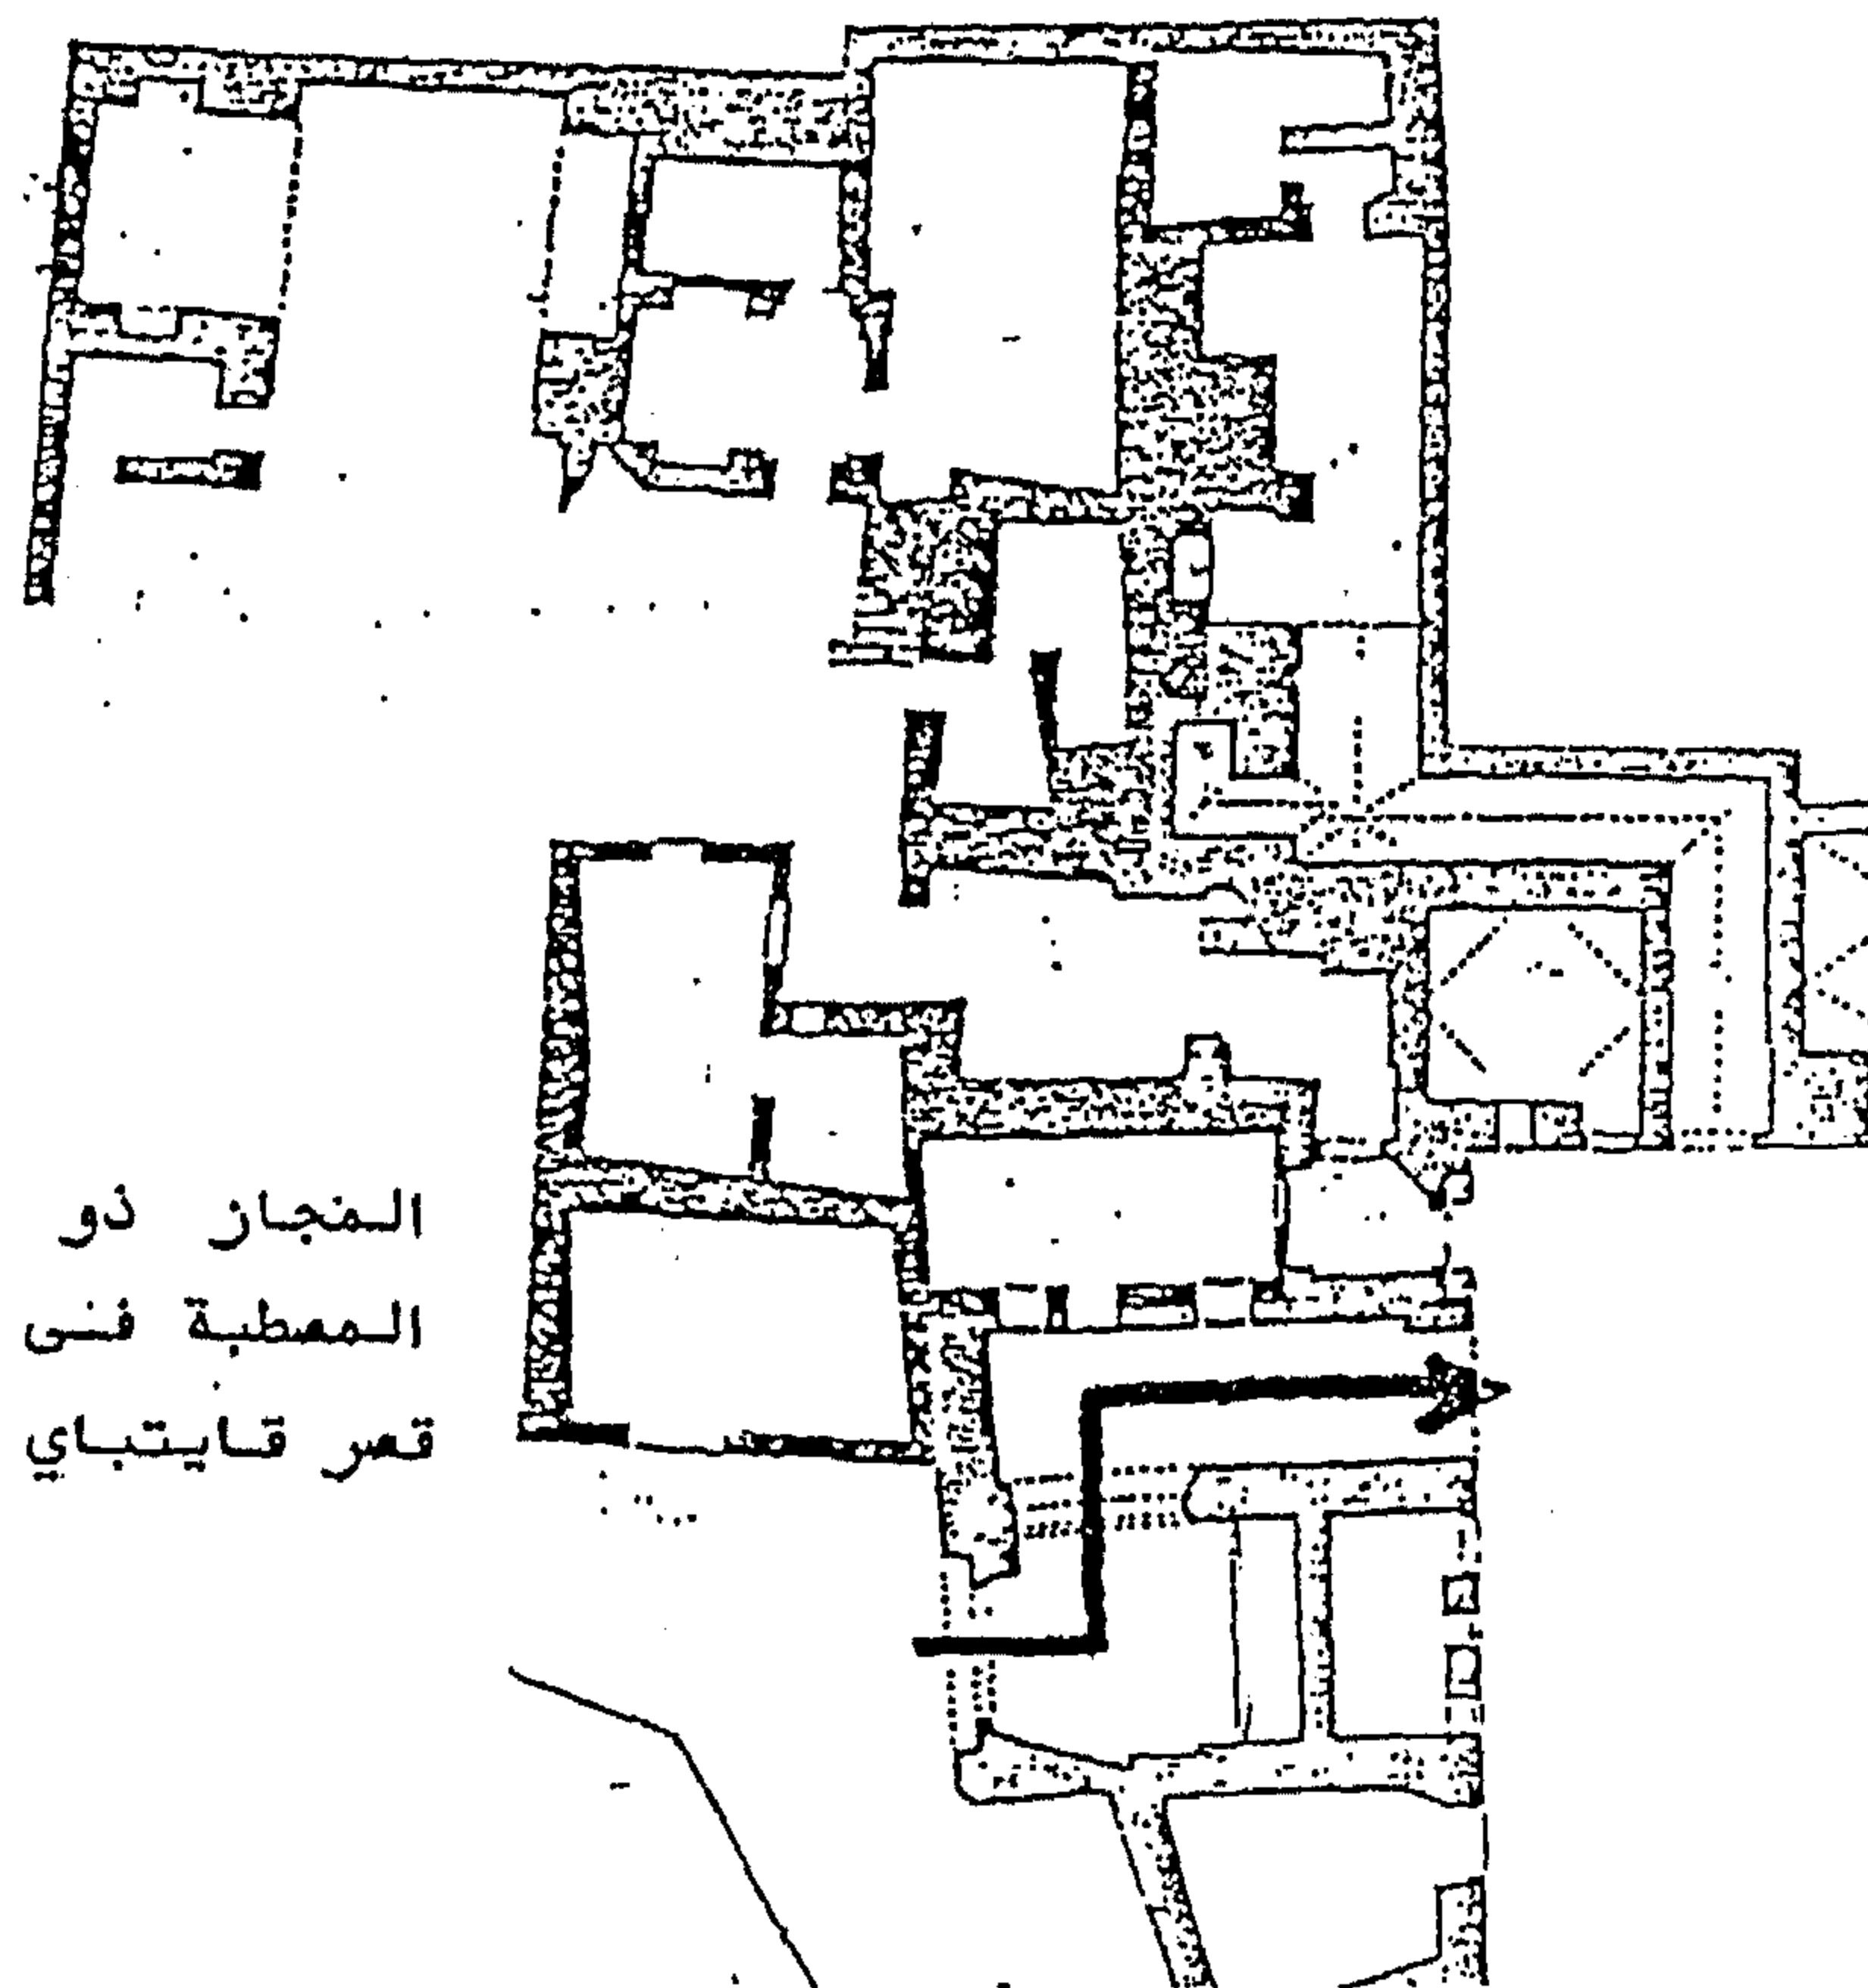 المجاز ذو
المصطبة فى
قصر قايتباي